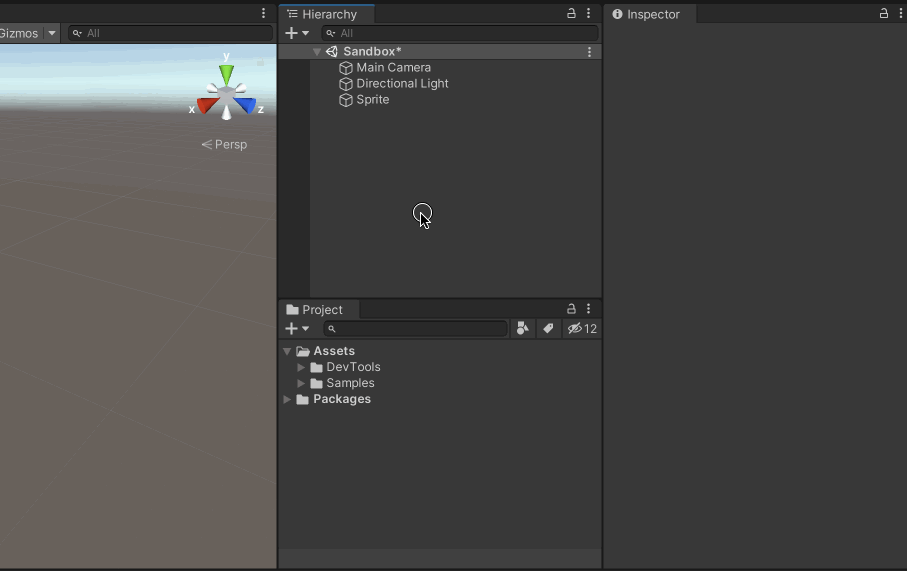 Gizmos
All
y
x
z
Persp
Hierarchy
All
Sandbox*
Main Camera
Directional Light
Sprite
Project
12
Assets
DevTools
Samples
Packages
Inspector